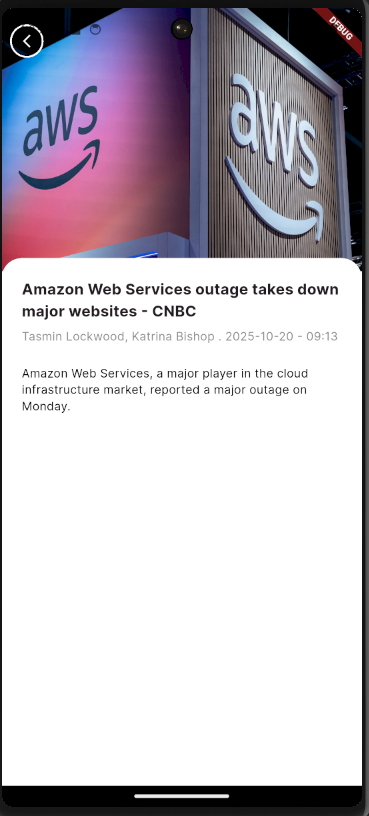 DEBUG
aws
aws
Amazon Web Services outage takes down
major websites - CNBC
Tasmin Lockwood, Katrina Bishop . 2025-10-20 - 09:13
Amazon Web Services, a major player in the cloud
infrastructure market, reported a major outage on
Monday.